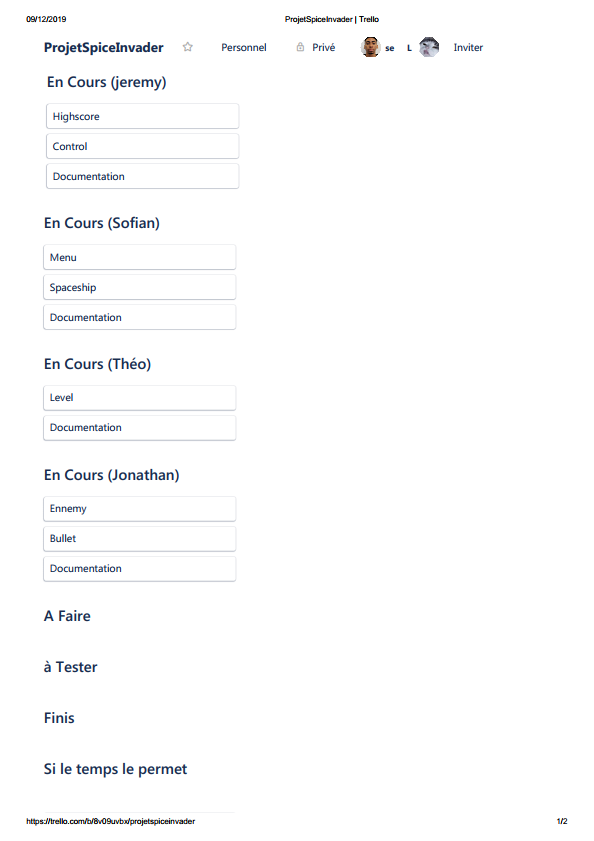 09/12/2019 ProjetSpiceInvader | Trello
ProjetSpiceInvader Personnel Privé se L Inviter
En Cours (jeremy)
Highscore
Control
Documentation
En Cours (Sofian)
Menu
Spaceship
Documentation
En Cours (Théo)
Level
Documentation
En Cours (Jonathan)
Ennemy
Bullet
Documentation
A Faire
à Tester
Finis
Si le temps le permet
https://trello.com/b/8v09uvbx/projetspiceinvader 1/2